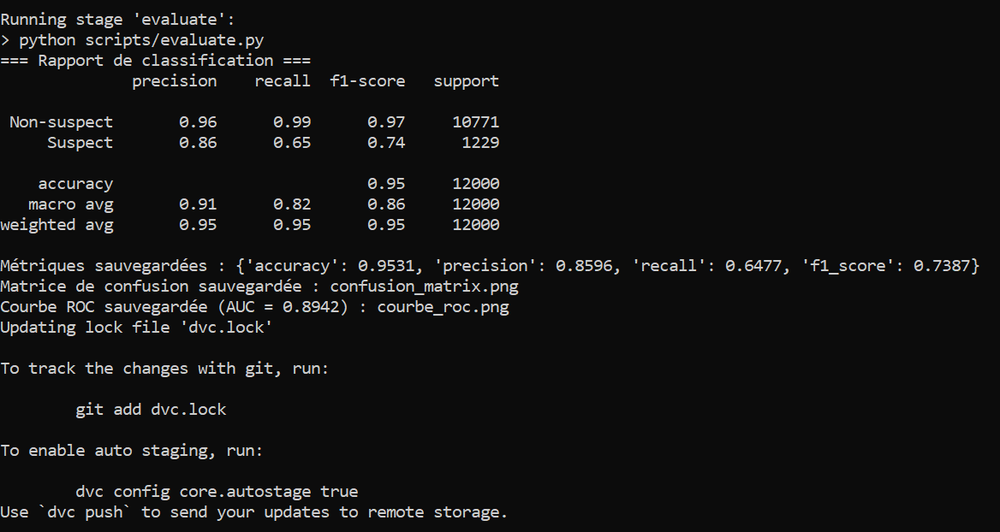 Running stage 'evaluate':
> python scripts/evaluate.py
=== Rapport de classification ===
              precision    recall  f1-score   support

 Non-suspect       0.96      0.99      0.97     10771
     Suspect       0.86      0.65      0.74      1229

    accuracy                           0.95     12000
   macro avg       0.91      0.82      0.86     12000
weighted avg       0.95      0.95      0.95     12000

Métriques sauvegardées : {'accuracy': 0.9531, 'precision': 0.8596, 'recall': 0.6477, 'f1_score': 0.7387}
Matrice de confusion sauvegardée : confusion_matrix.png
Courbe ROC sauvegardée (AUC = 0.8942) : courbe_roc.png
Updating lock file 'dvc.lock'

To track the changes with git, run:

        git add dvc.lock

To enable auto staging, run:

        dvc config core.autostage true
Use `dvc push` to send your updates to remote storage.